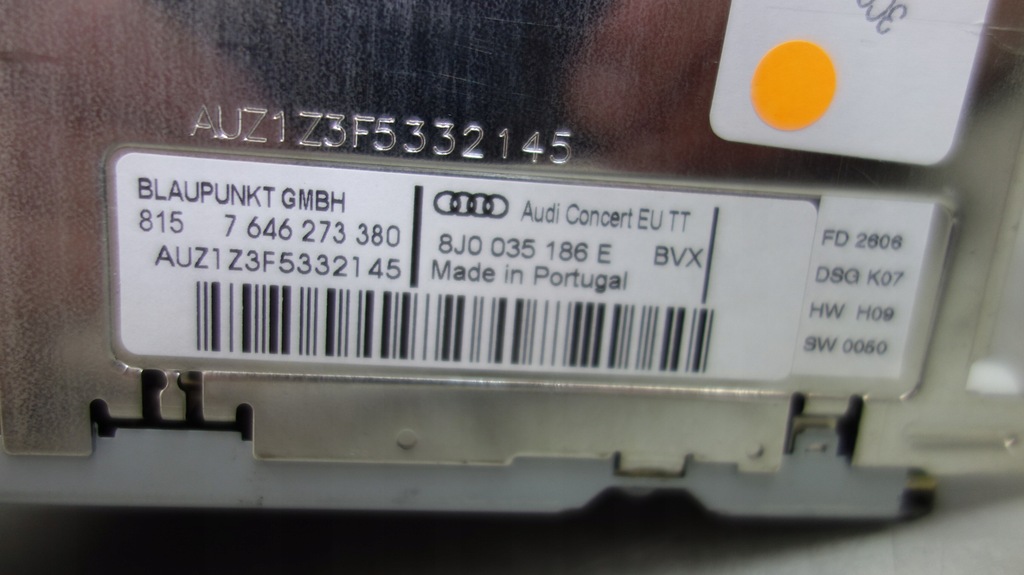 AUZ1Z3F5332145
BLAUPUNKT GMBH
815 7 646 273 380
AUZ1Z3F5332145
Audi Concert EU TT
8J0 035 186 E BVX
Made in Portugal
FD 2606
DSG K07
HW H09
SW 0050